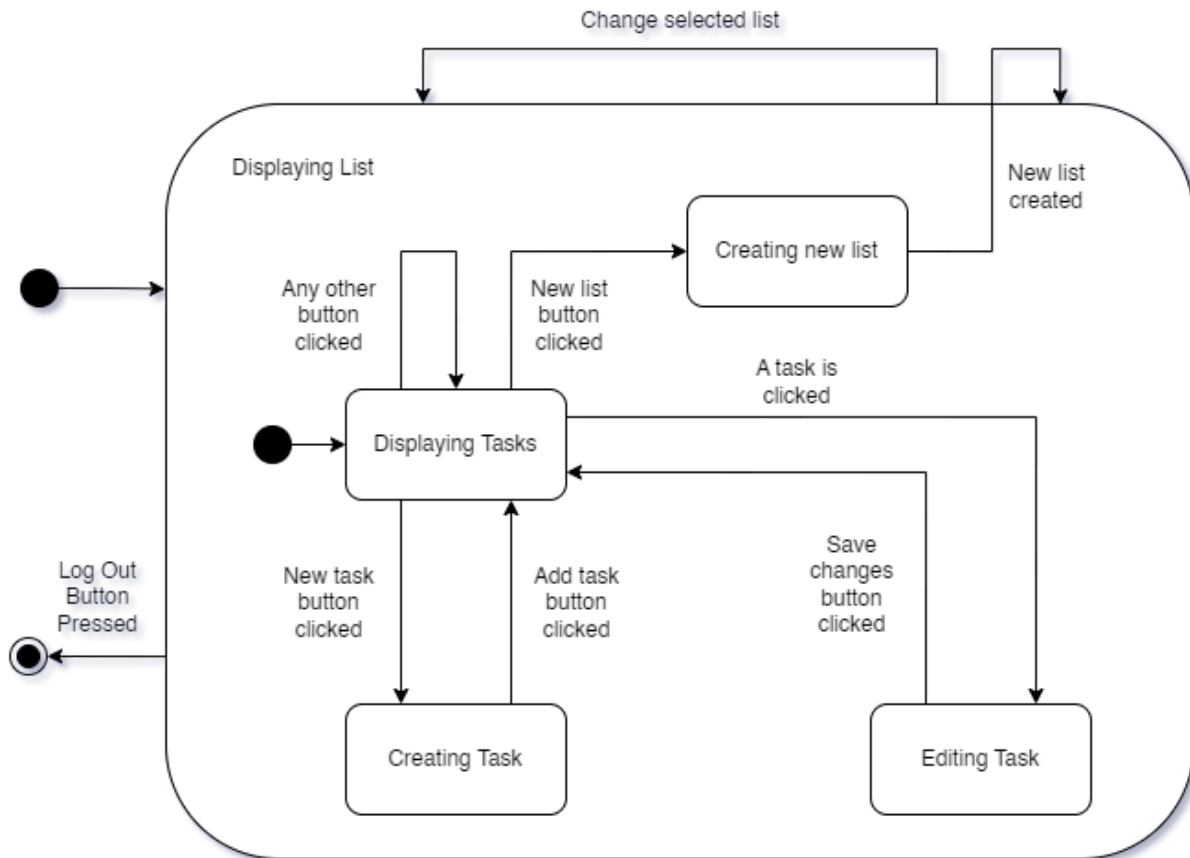 Change selected list
Displaying List
New list
created
Creating new list
Any other
button
clicked
New list
button
clicked
A task is
clicked
Displaying Tasks
Log Out
Button
Pressed
New task
button
clicked
Add task
button
clicked
Save
changes
button
clicked
Creating Task
Editing Task